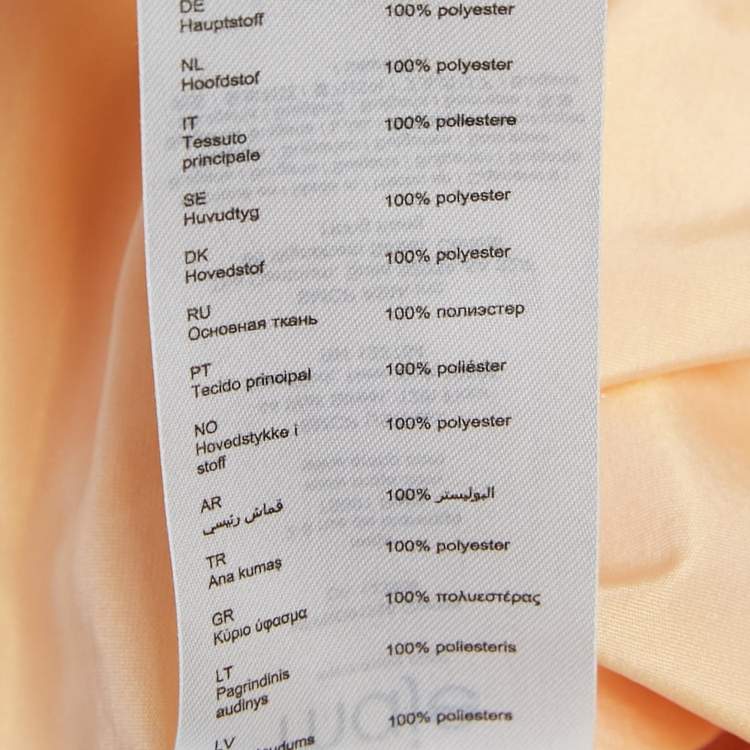 DE
Hauptstoff 100% polyester
NL
Hoofdstof 100% polyester
IT
Tessuto 100% poliestere
principale
SE
Huvudtyg 100% polyester
DK
Hovedstof 100% polyester
RU
Основная ткань 100% полиэстер
PT
Tecido principal 100% poliéster
NO
Hovedstykke i 100% polyester
stoff
AR
قماش رئيسي 100% البوليستر
TR
Ana kumaş 100% polyester
GR
Κύριο ύφασμα 100% πολυεστέρας
LT
Pagrindinis 100% poliesteris
audinys
LV
100% poliesters